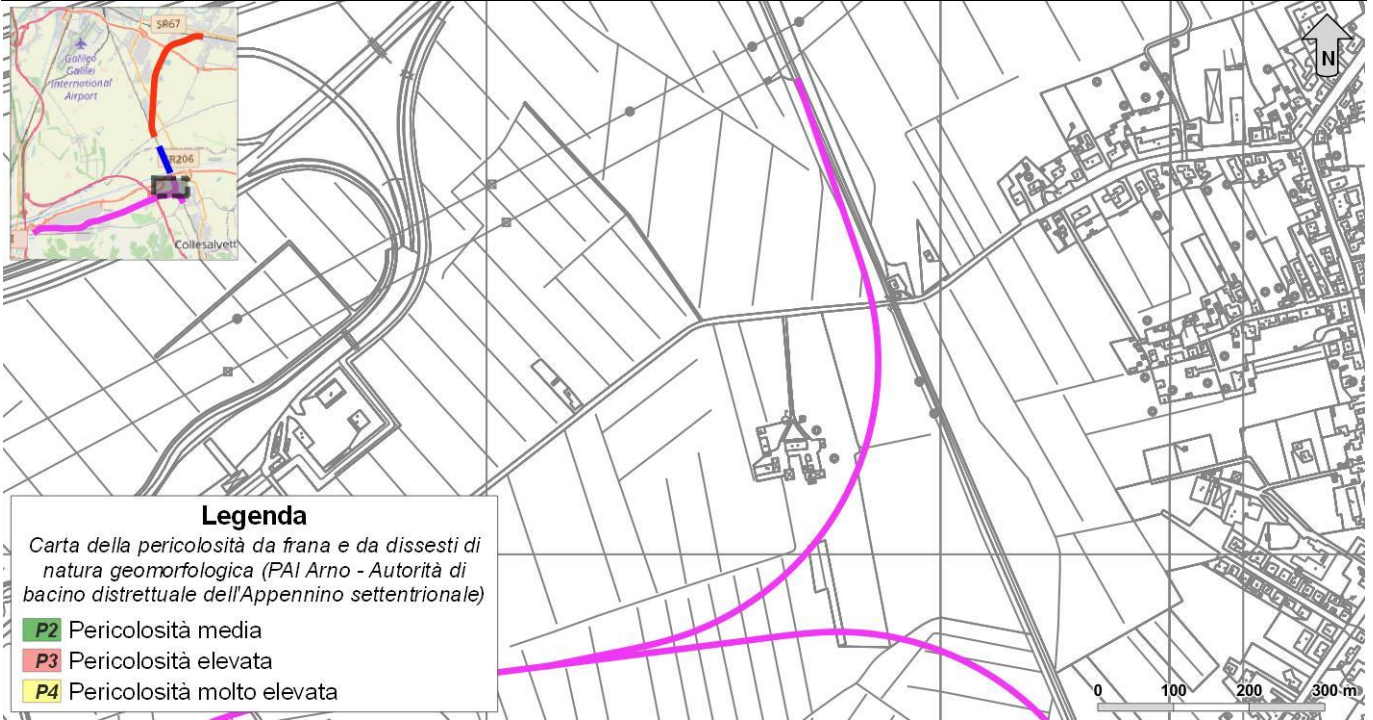 SR67
Galileo
Galilei
International
Airport
SR206
Collesalvett
N
Legenda
Carta della pericolosità da frana e da dissesti di
natura geomorfologica (PAI Arno - Autorità di
bacino distrettuale dell'Appennino settentrionale)
P2 Pericolosità media
P3 Pericolosità elevata
P4 Pericolosità molto elevata
0 100 200 300 m